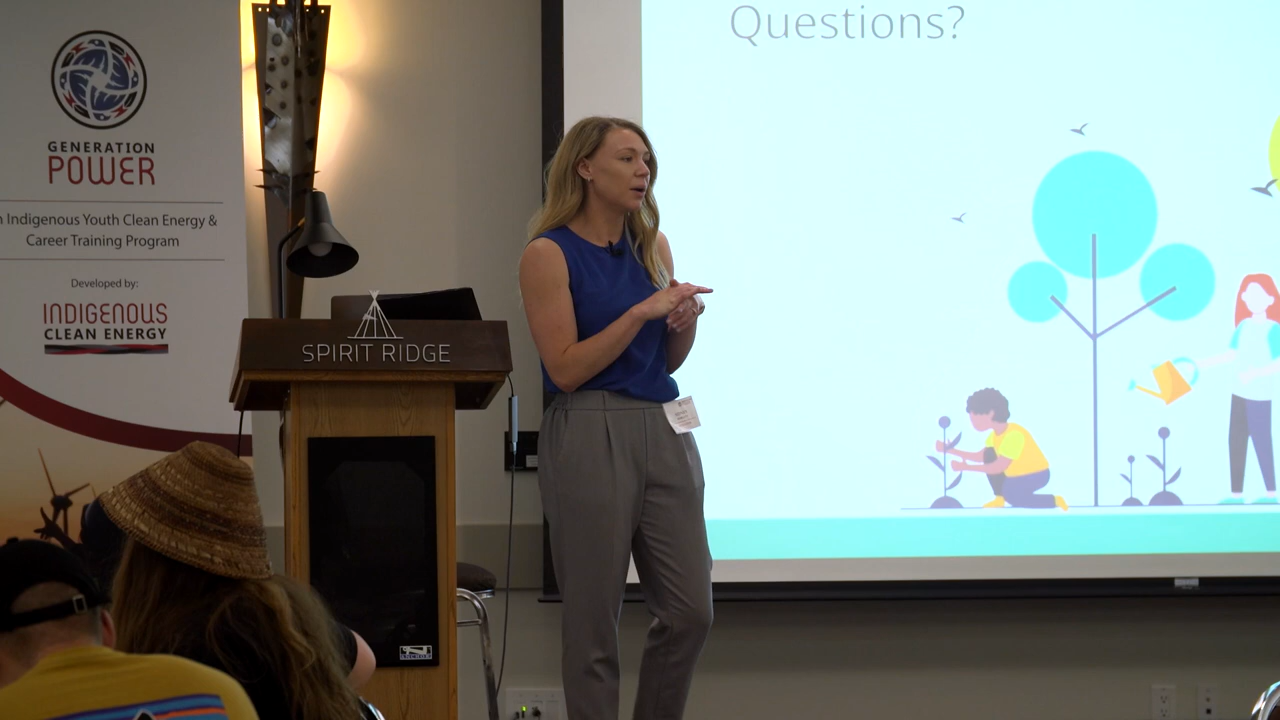 GENERATION
POWER
Indigenous Youth Clean Energy &
Career Training Program
Developed by:
INDIGENOUS
CLEAN ENERGY
SPIRIT RIDGE
Questions?